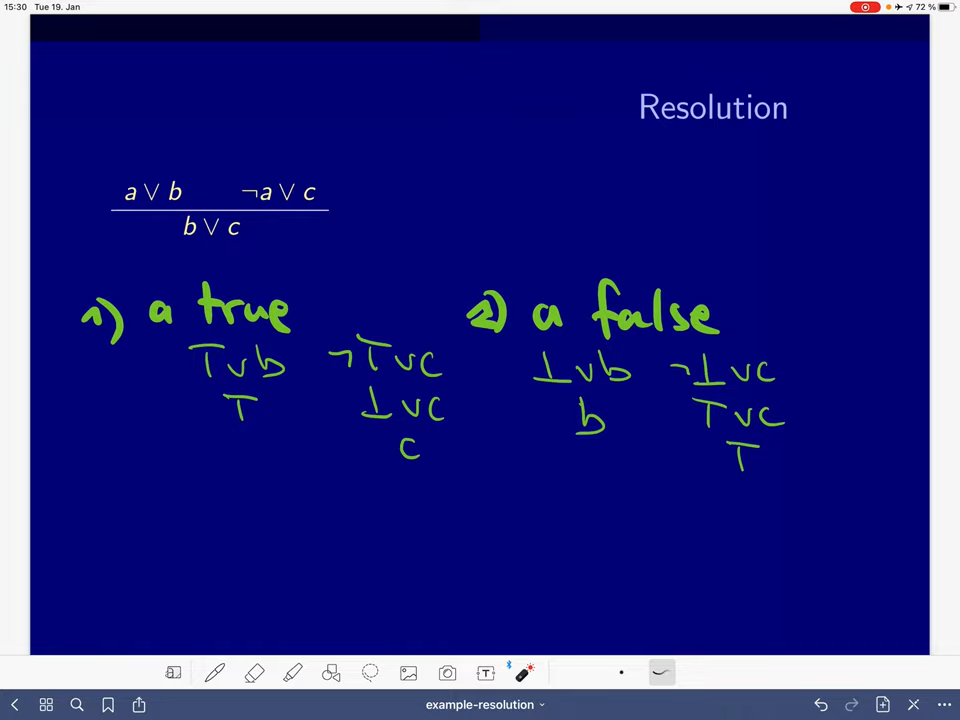 15:30 Tue 19. Jan 72 %
Resolution
a ∨ b ¬a ∨ c
b ∨ c
1) a true
2) a false
⊤∨b ¬⊤∨c
⊥∨b ¬⊥∨c
⊤ ⊥∨c
b ⊤∨c
c
⊤
T
example-resolution